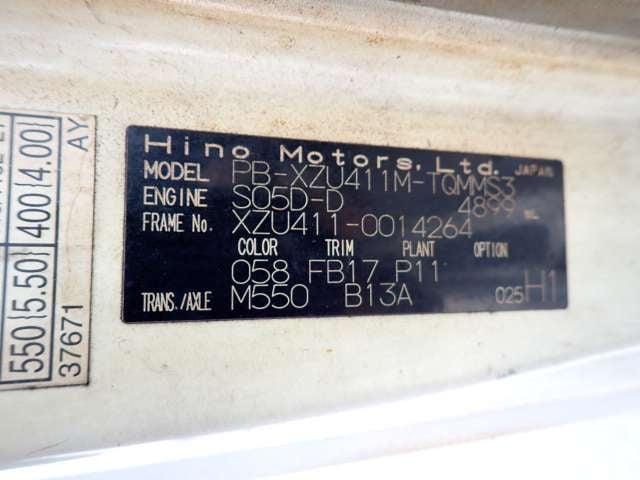 Hino Motors, Ltd. JAPAN
MODEL PB-XZU411M-TQMMS3
ENGINE S05D-D 4899 mL
FRAME No. XZU411-0014264
COLOR TRIM PLANT OPTION
058 FB17 P11
TRANS./AXLE M550 B13A 025 H1
550(5.50) 400(4.00)
37671 AY